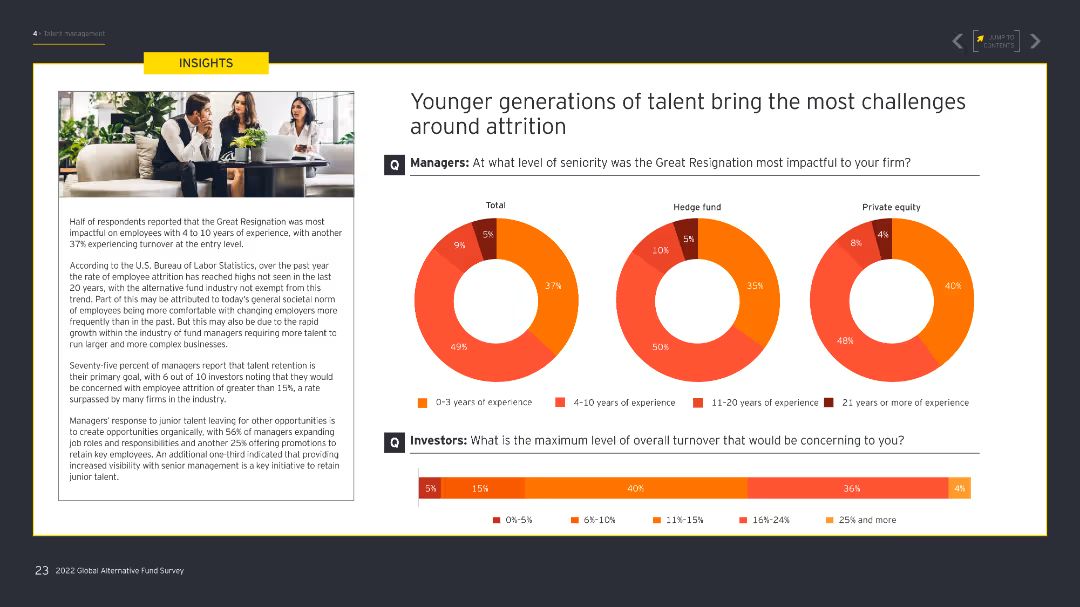 4 > Talent management
JUMP TO
CONTENTS
INSIGHTS
Half of respondents reported that the Great Resignation was most
impactful on employees with 4 to 10 years of experience, with another
37% experiencing turnover at the entry level.
According to the U.S. Bureau of Labor Statistics, over the past year
the rate of employee attrition has reached highs not seen in the last
20 years, with the alternative fund industry not exempt from this
trend. Part of this may be attributed to today's general societal norm
of employees being more comfortable with changing employers more
frequently than in the past. But this may also be due to the rapid
growth within the industry of fund managers requiring more talent to
run larger and more complex businesses.
Seventy-five percent of managers report that talent retention is
their primary goal, with 6 out of 10 investors noting that they would
be concerned with employee attrition of greater than 15%, a rate
surpassed by many firms in the industry.
Managers' response to junior talent leaving for other opportunities is
to create opportunities organically, with 56% of managers expanding
job roles and responsibilities and another 25% offering promotions to
retain key employees. An additional one-third indicated that providing
increased visibility with senior management is a key initiative to retain
junior talent.
Younger generations of talent bring the most challenges
around attrition
Q Managers: At what level of seniority was the Great Resignation most impactful to your firm?
Total
5%
9%
37%
49%
Hedge fund
5%
10%
35%
50%
Private equity
4%
8%
40%
48%
0-3 years of experience 4-10 years of experience 11-20 years of experience 21 years or more of experience
Q Investors: What is the maximum level of overall turnover that would be concerning to you?
5% 15% 40% 36% 4%
0%-5% 6%-10% 11%-15% 16%-24% 25% and more
23 2022 Global Alternative Fund Survey